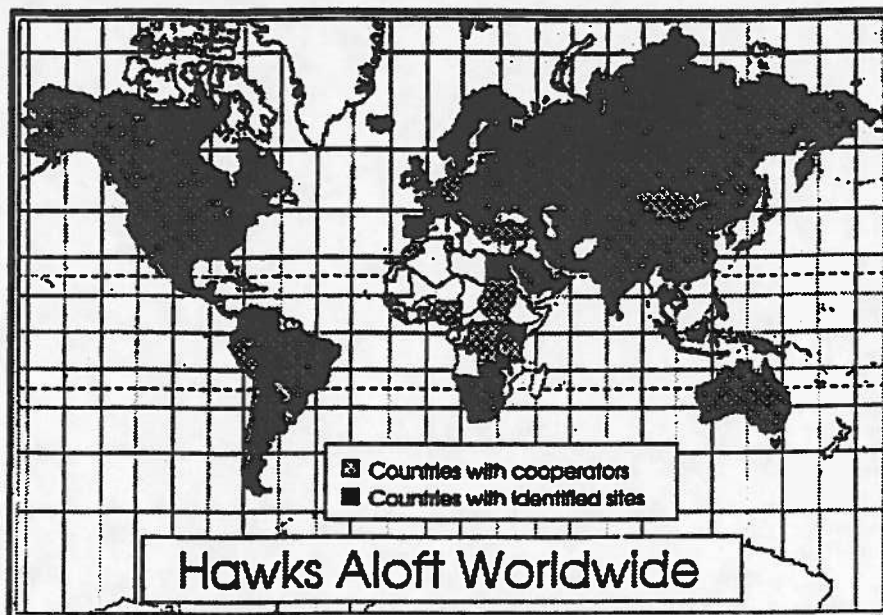 Countries with cooperators
Countries with identified sites
Hawks Aloft Worldwide